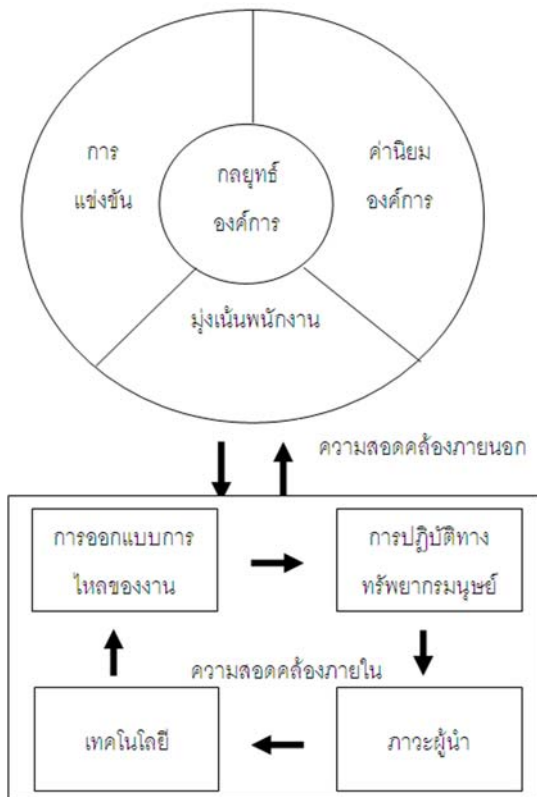 การ
แข่งขัน
กลยุทธ์
องค์การ
ค่านิยม
องค์การ
มุ่งเน้นพนักงาน
ความสอดคล้องภายนอก
การออกแบบการ
ไหลของงาน
การปฏิบัติทาง
ทรัพยากรมนุษย์
ความสอดคล้องภายใน
เทคโนโลยี
ภาวะผู้นำ